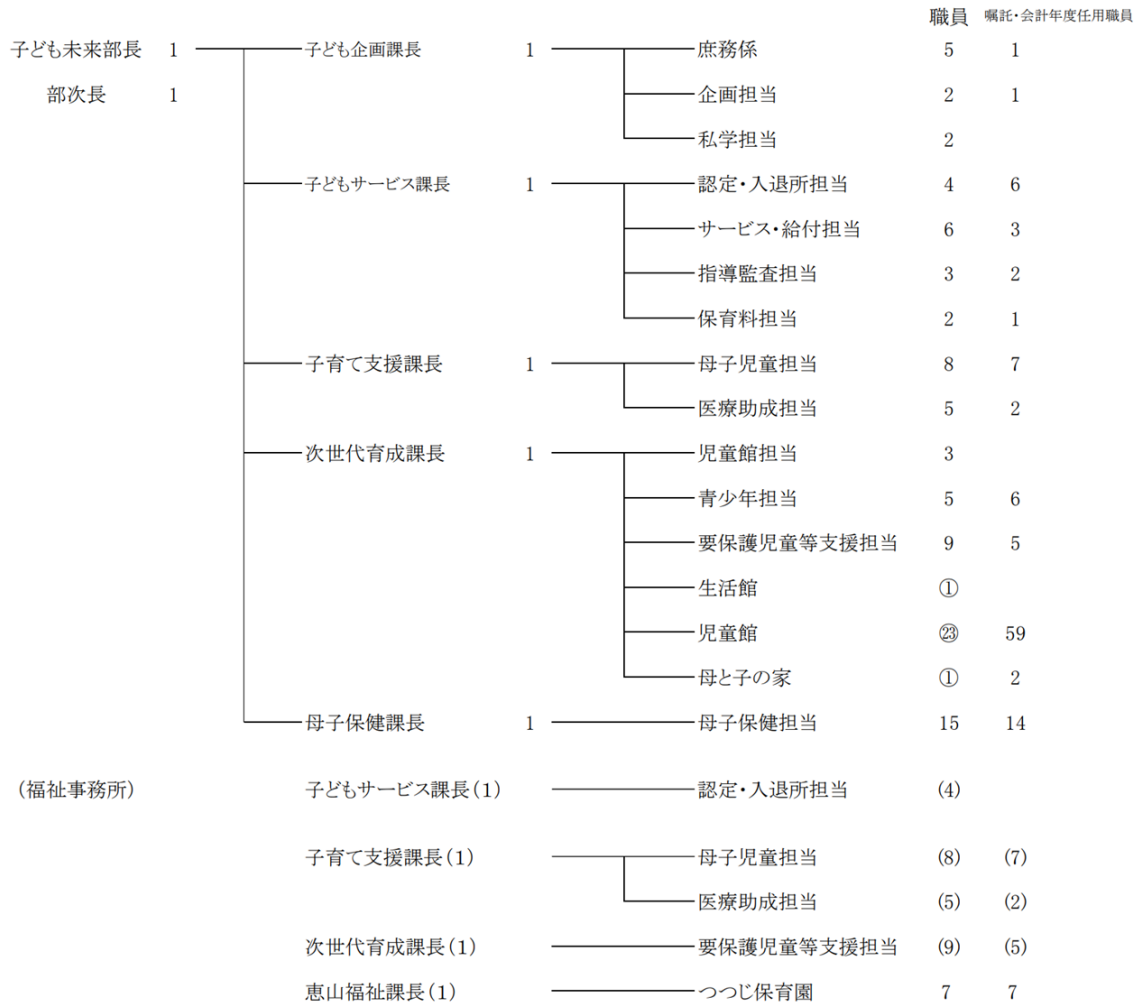 職員 嘱託・会計年度任用職員
子ども未来部長 1 子ども企画課長 1 庶務係 5 1
部次長 1 企画担当 2 1
私学担当 2
子どもサービス課長 1 認定・入退所担当 4 6
サービス・給付担当 6 3
指導監査担当 3 2
保育料担当 2 1
子育て支援課長 1 母子児童担当 8 7
医療助成担当 5 2
次世代育成課長 1 児童館担当 3
青少年担当 5 6
要保護児童等支援担当 9 5
生活館 ①
児童館 ㉓ 59
母と子の家 ① 2
母子保健課長 1 母子保健担当 15 14
(福祉事務所) 子どもサービス課長(1) 認定・入退所担当 (4)
子育て支援課長(1) 母子児童担当 (8) (7)
医療助成担当 (5) (2)
次世代育成課長(1) 要保護児童等支援担当 (9) (5)
恵山福祉課長(1) つつじ保育園 7 7